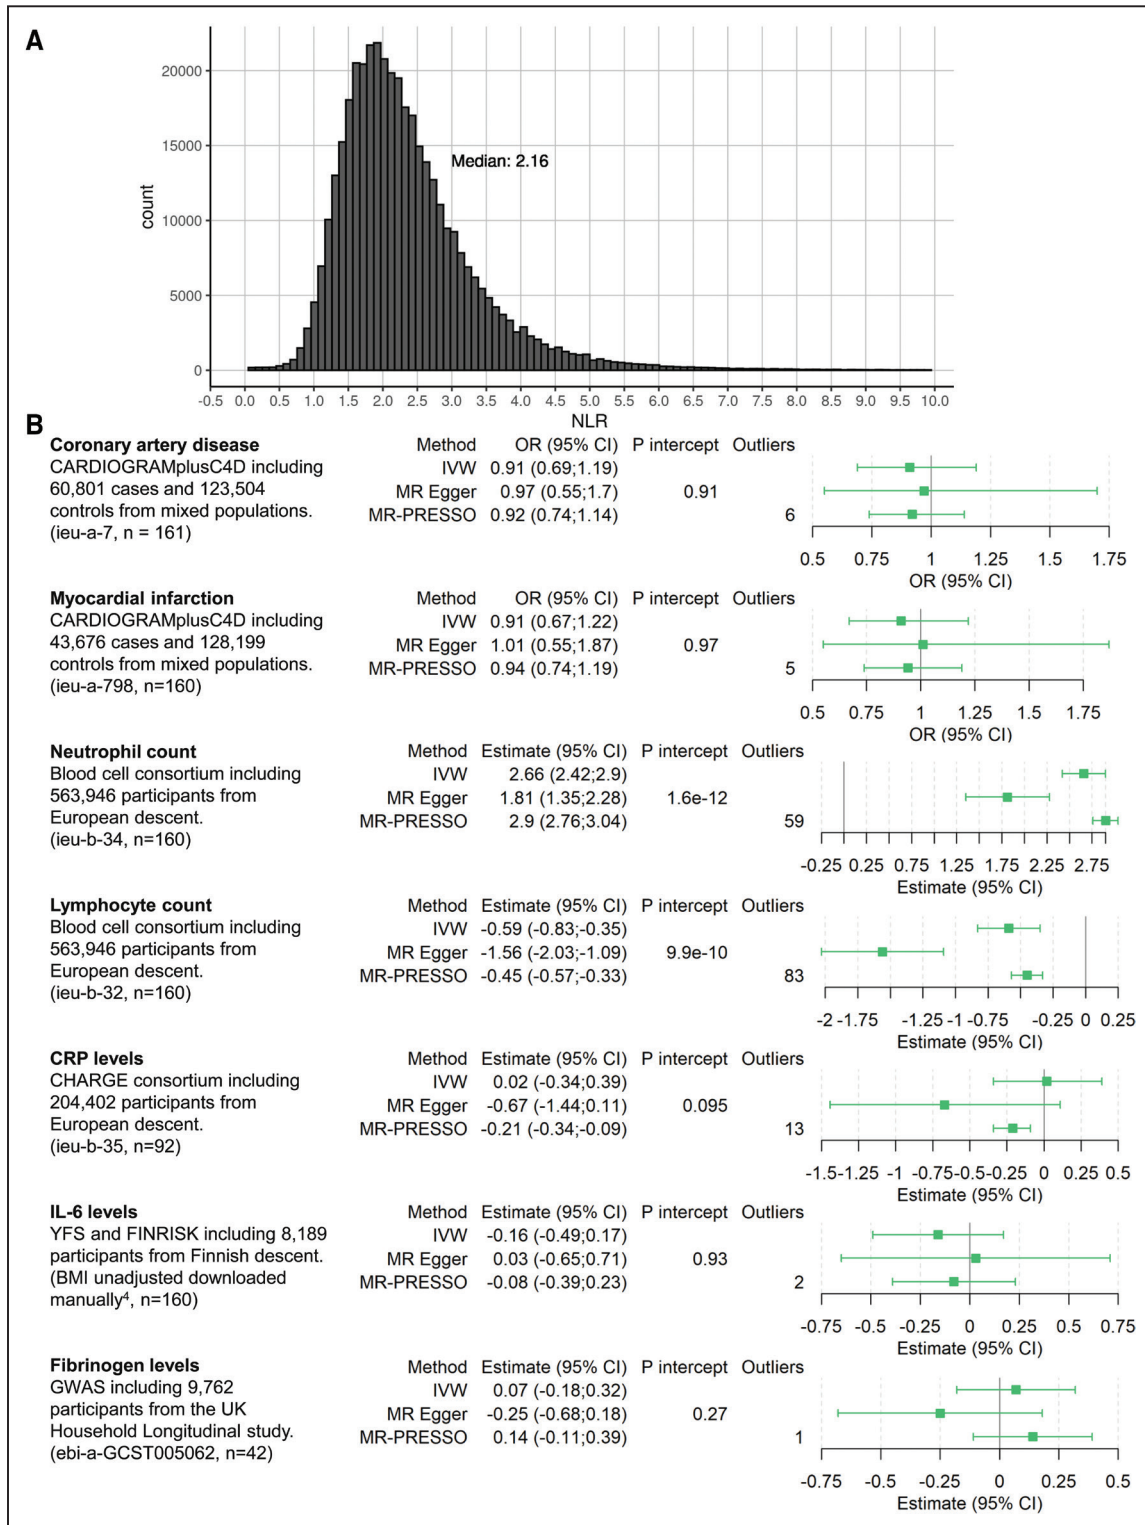 A
20000
15000
10000
5000
0
count
Median: 2.16
-0.5 0.0 0.5 1.0 1.5 2.0 2.5 3.0 3.5 4.0 4.5 5.0 5.5 6.0 6.5 7.0 7.5 8.0 8.5 9.0 9.5 10.0
NLR
B
Coronary artery disease Method OR (95% CI) P intercept Outliers
CARDIOGRAMplusC4D including IVW 0.91 (0.69;1.19)
60,801 cases and 123,504 MR Egger 0.97 (0.55;1.7) 0.91
controls from mixed populations. MR-PRESSO 0.92 (0.74;1.14) 6
(ieu-a-7, n = 161)
0.5 0.75 1 1.25 1.5 1.75
OR (95% CI)
Myocardial infarction Method OR (95% CI) P intercept Outliers
CARDIOGRAMplusC4D including IVW 0.91 (0.67;1.22)
43,676 cases and 128,199 MR Egger 1.01 (0.55;1.87) 0.97
controls from mixed populations. MR-PRESSO 0.94 (0.74;1.19) 5
(ieu-a-798, n=160)
0.5 0.75 1 1.25 1.5 1.75
OR (95% CI)
Neutrophil count Method Estimate (95% CI) P intercept Outliers
Blood cell consortium including IVW 2.66 (2.42;2.9)
563,946 participants from MR Egger 1.81 (1.35;2.28) 1.6e-12
European descent. MR-PRESSO 2.9 (2.76;3.04) 59
(ieu-b-34, n=160)
-0.25 0.25 0.75 1.25 1.75 2.25 2.75
Estimate (95% CI)
Lymphocyte count Method Estimate (95% CI) P intercept Outliers
Blood cell consortium including IVW -0.59 (-0.83;-0.35)
563,946 participants from MR Egger -1.56 (-2.03;-1.09) 9.9e-10
European descent. MR-PRESSO -0.45 (-0.57;-0.33) 83
(ieu-b-32, n=160)
-2 -1.75 -1.25 -1 -0.75 -0.25 0 0.25
Estimate (95% CI)
CRP levels Method Estimate (95% CI) P intercept Outliers
CHARGE consortium including IVW 0.02 (-0.34;0.39)
204,402 participants from MR Egger -0.67 (-1.44;0.11) 0.095
European descent. MR-PRESSO -0.21 (-0.34;-0.09) 13
(ieu-b-35, n=92)
-1.5 -1.25 -1 -0.75 -0.5 -0.25 0 0.25 0.5
Estimate (95% CI)
IL-6 levels Method Estimate (95% CI) P intercept Outliers
YFS and FINRISK including 8,189 IVW -0.16 (-0.49;0.17)
participants from Finnish descent. MR Egger 0.03 (-0.65;0.71) 0.93
(BMI unadjusted downloaded MR-PRESSO -0.08 (-0.39;0.23) 2
manually⁴, n=160)
-0.75 -0.5 -0.25 0 0.25 0.5 0.75
Estimate (95% CI)
Fibrinogen levels Method Estimate (95% CI) P intercept Outliers
GWAS including 9,762 IVW 0.07 (-0.18;0.32)
participants from the UK MR Egger -0.25 (-0.68;0.18) 0.27
Household Longitudinal study. MR-PRESSO 0.14 (-0.11;0.39) 1
(ebi-a-GCST005062, n=42)
-0.75 -0.5 -0.25 0 0.25 0.5
Estimate (95% CI)